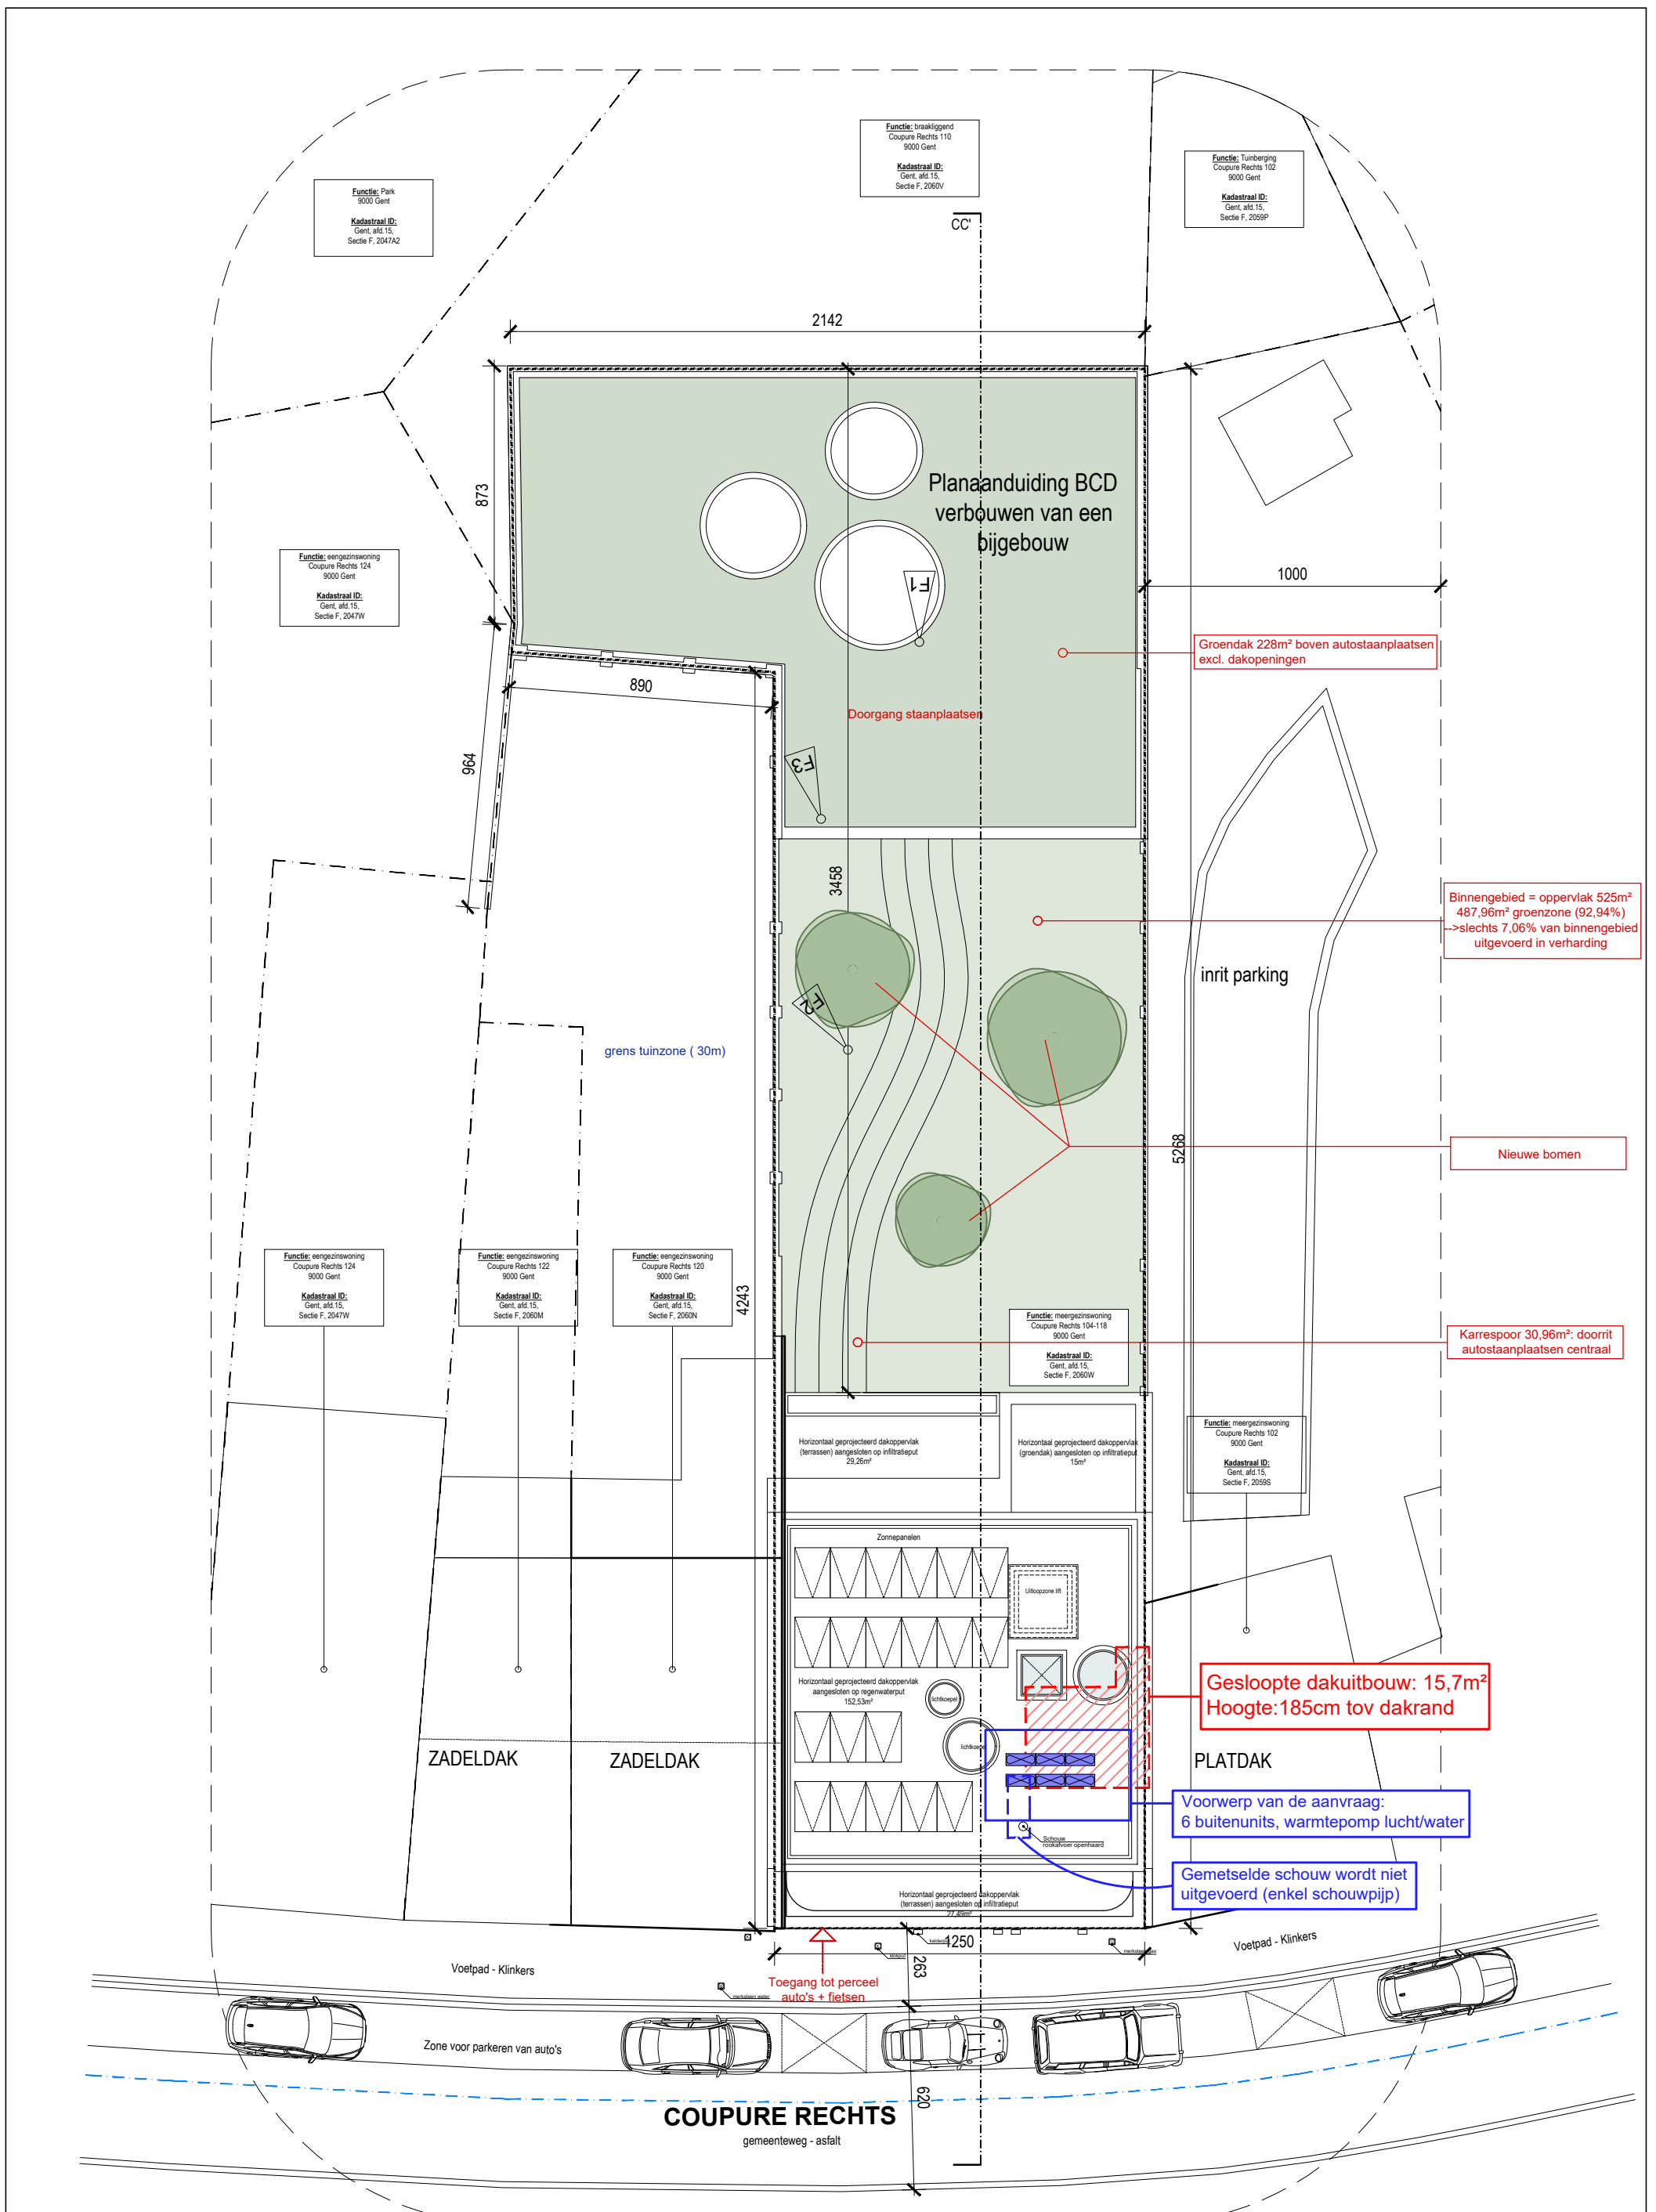 Functie: braakliggend
Coupure Rechts 110
9000 Gent
Kadastraal ID:
Gent, afd.15,
Sectie F, 2060V
Functie: Tuinberging
Coupure Rechts 102
9000 Gent
Kadastraal ID:
Gent, afd.15,
Sectie F, 2059P
Functie: Park
9000 Gent
Kadastraal ID:
Gent, afd.15,
Sectie F, 2047A2
CC'
2142
873
Planaanduiding BCD
verbouwen van een
bijgebouw
F1
1000
Functie: eengezinswoning
Coupure Rechts 124
9000 Gent
Kadastraal ID:
Gent, afd.15,
Sectie F, 2047W
Groendak 228m² boven autostaanplaatsen
excl. dakopeningen
890
Doorgang staanplaatsen
964
F3
3458
Binnengebied = oppervlak 525m²
487,96m² groenzone (92,94%)
-->slechts 7,06% van binnengebied
uitgevoerd in verharding
inrit parking
F2
grens tuinzone ( 30m)
5268
Nieuwe bomen
Functie: eengezinswoning
Coupure Rechts 124
9000 Gent
Kadastraal ID:
Gent, afd.15,
Sectie F, 2047W
Functie: eengezinswoning
Coupure Rechts 122
9000 Gent
Kadastraal ID:
Gent, afd.15,
Sectie F, 2060M
Functie: eengezinswoning
Coupure Rechts 120
9000 Gent
Kadastraal ID:
Gent, afd.15,
Sectie F, 2060N
4243
Functie: meergezinswoning
Coupure Rechts 104-118
9000 Gent
Kadastraal ID:
Gent, afd.15,
Sectie F, 2060W
Karrespoor 30,96m²: doorrit
autostaanplaatsen centraal
Functie: meergezinswoning
Coupure Rechts 102
9000 Gent
Kadastraal ID:
Gent, afd.15,
Sectie F, 2059S
Horizontaal geprojecteerd dakoppervlak
(terrassen) aangesloten op infiltratieput
29,26m²
Horizontaal geprojecteerd dakoppervlak
(groendak) aangesloten op infiltratieput
15m²
Zonnepanelen
Uitloopzone lift
Horizontaal geprojecteerd dakoppervlak
aangesloten op regenwaterput
152,53m²
lichtkoepel
lichtkoepel
Gesloopte dakuitbouw: 15,7m²
Hoogte:185cm tov dakrand
ZADELDAK
ZADELDAK
PLATDAK
Voorwerp van de aanvraag:
6 buitenunits, warmtepomp lucht/water
Schouw
rookafvoer openhaard
Gemetselde schouw wordt niet
uitgevoerd (enkel schouwpijp)
Horizontaal geprojecteerd dakoppervlak
(terrassen) aangesloten op infiltratieput
1250
263
Voetpad - Klinkers
Voetpad - Klinkers
Toegang tot perceel
auto's + fietsen
merksteen water
Zone voor parkeren van auto's
620
COUPURE RECHTS
gemeenteweg - asfalt